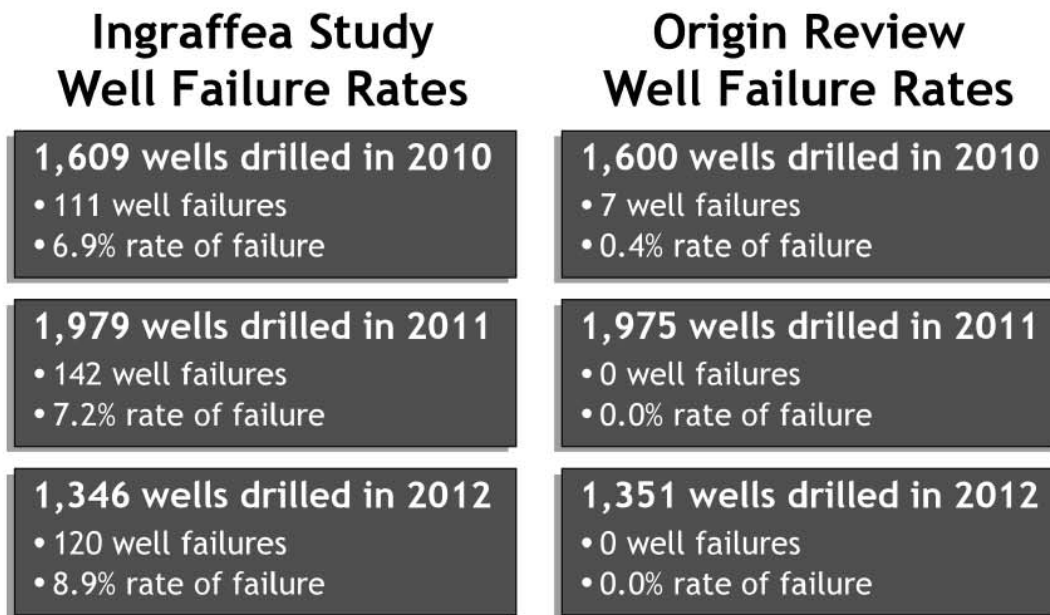 Ingraffea Study
Well Failure Rates
1,609 wells drilled in 2010
• 111 well failures
• 6.9% rate of failure
1,979 wells drilled in 2011
• 142 well failures
• 7.2% rate of failure
1,346 wells drilled in 2012
• 120 well failures
• 8.9% rate of failure
Origin Review
Well Failure Rates
1,600 wells drilled in 2010
• 7 well failures
• 0.4% rate of failure
1,975 wells drilled in 2011
• 0 well failures
• 0.0% rate of failure
1,351 wells drilled in 2012
• 0 well failures
• 0.0% rate of failure